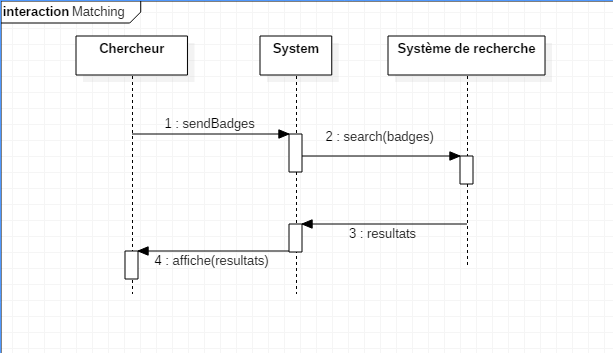 interaction Matching
Chercheur
System
Système de recherche
1 : sendBadges
2 : search(badges)
3 : resultats
4 : affiche(resultats)